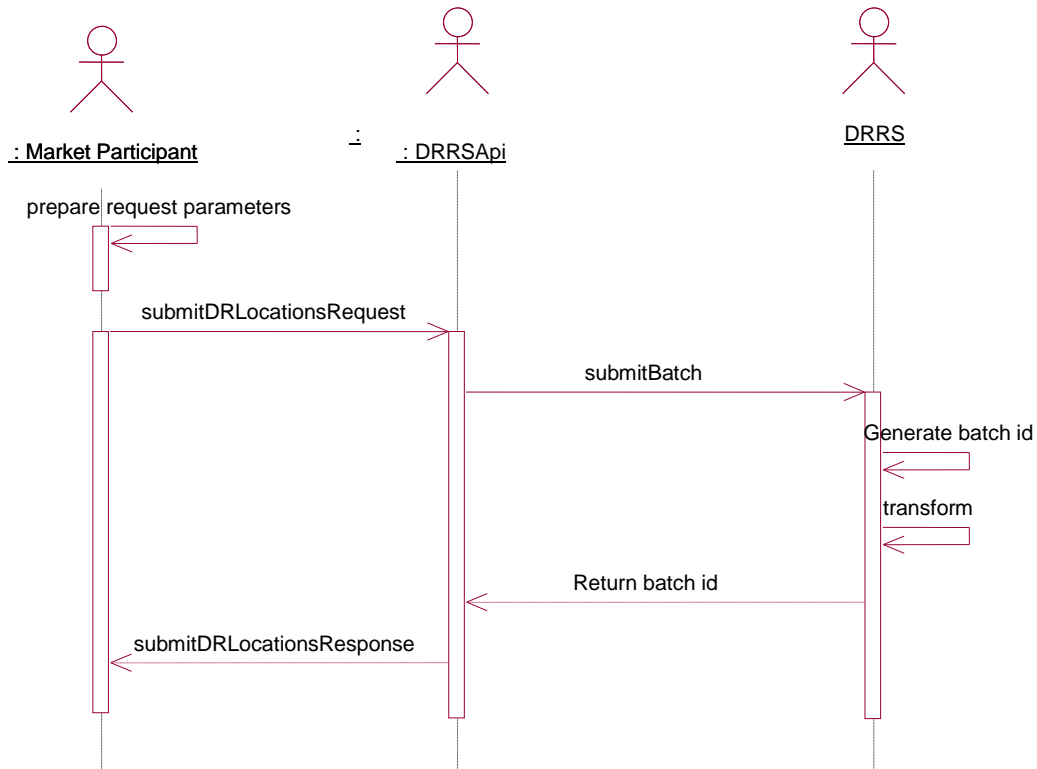 DRRS
:
: Market Participant
: DRRSApi
prepare request parameters
submitDRLocationsRequest
submitBatch
Generate batch id
transform
Return batch id
submitDRLocationsResponse